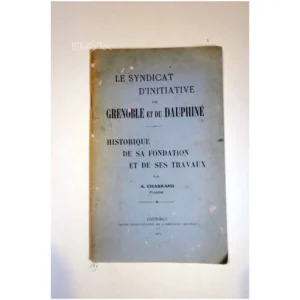 LE SYNDICAT
D'INITIATIVE
DE
GRENOBLE ET DU DAUPHINÉ
HISTORIQUE
DE SA FONDATION
ET DE SES TRAVAUX
PAR
A. CHABRAND
Président
GRENOBLE